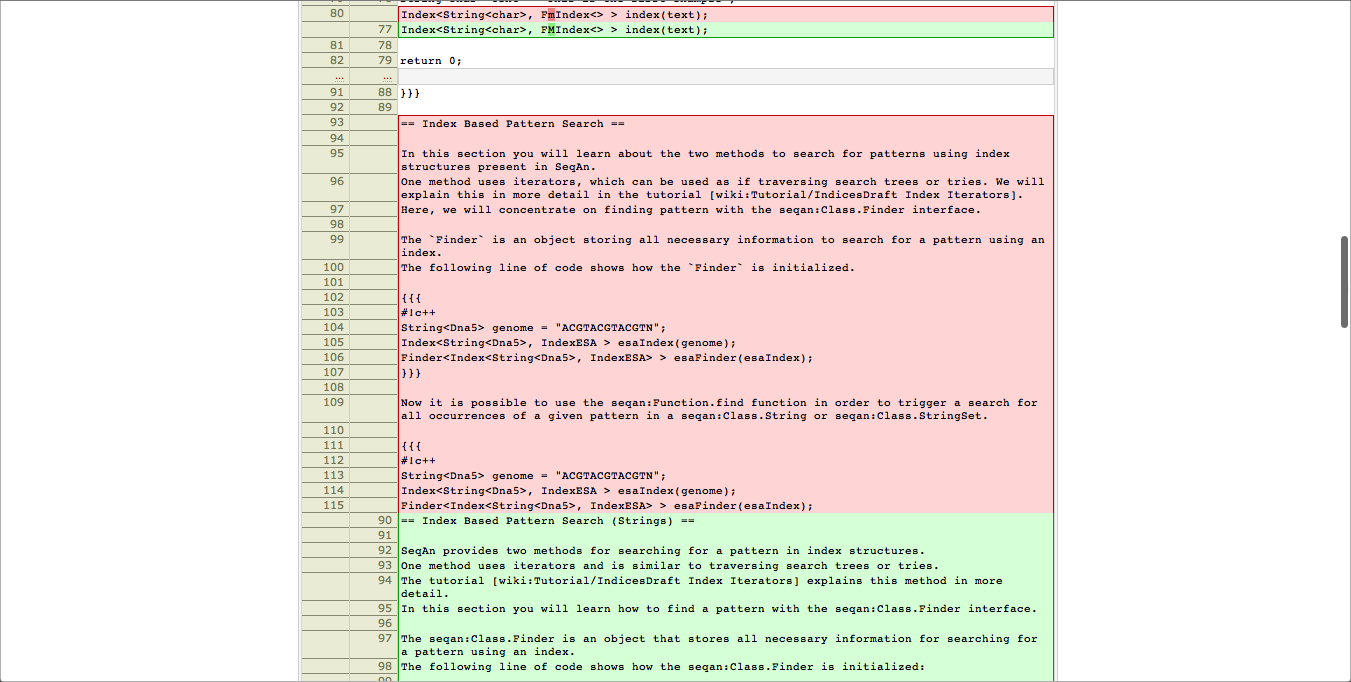 80 Index<String<char>, FmIndex<> > index(text);
77 Index<String<char>, FMIndex<> > index(text);
81 78
82 79 return 0;
... ...
91 88 }}}
92 89
93 == Index Based Pattern Search ==
94
95 In this section you will learn about the two methods to search for patterns using index
structures present in SeqAn.
96 One method uses iterators, which can be used as if traversing search trees or tries. We will
explain this in more detail in the tutorial [wiki:Tutorial/IndicesDraft Index Iterators].
97 Here, we will concentrate on finding pattern with the seqan:Class.Finder interface.
98
99 The `Finder` is an object storing all necessary information to search for a pattern using an
index.
100 The following line of code shows how the `Finder` is initialized.
101
102 {{{
103 #!c++
104 String<Dna5> genome = "ACGTACGTACGTN";
105 Index<String<Dna5>, IndexESA > esaIndex(genome);
106 Finder<Index<String<Dna5>, IndexESA> > esaFinder(esaIndex);
107 }}}
108
109 Now it is possible to use the seqan:Function.find function in order to trigger a search for
all occurrences of a given pattern in a seqan:Class.String or seqan:Class.StringSet.
110
111 {{{
112 #!c++
113 String<Dna5> genome = "ACGTACGTACGTN";
114 Index<String<Dna5>, IndexESA > esaIndex(genome);
115 Finder<Index<String<Dna5>, IndexESA> > esaFinder(esaIndex);
90 == Index Based Pattern Search (Strings) ==
91
92 SeqAn provides two methods for searching for a pattern in index structures.
93 One method uses iterators and is similar to traversing search trees or tries.
94 The tutorial [wiki:Tutorial/IndicesDraft Index Iterators] explains this method in more
detail.
95 In this section you will learn how to find a pattern with the seqan:Class.Finder interface.
96
97 The seqan:Class.Finder is an object that stores all necessary information for searching for
a pattern using an index.
98 The following line of code shows how the seqan:Class.Finder is initialized:
99